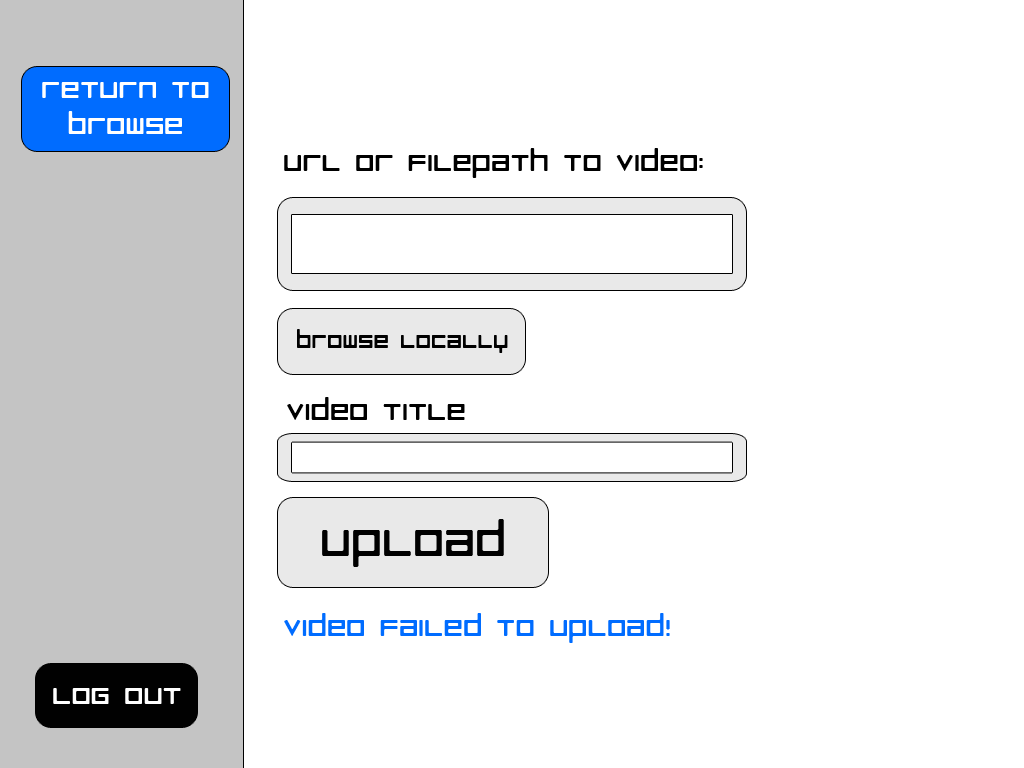 return to
browse
url or filepath to video:
browse locally
video title
upload
video failed to upload!
log out